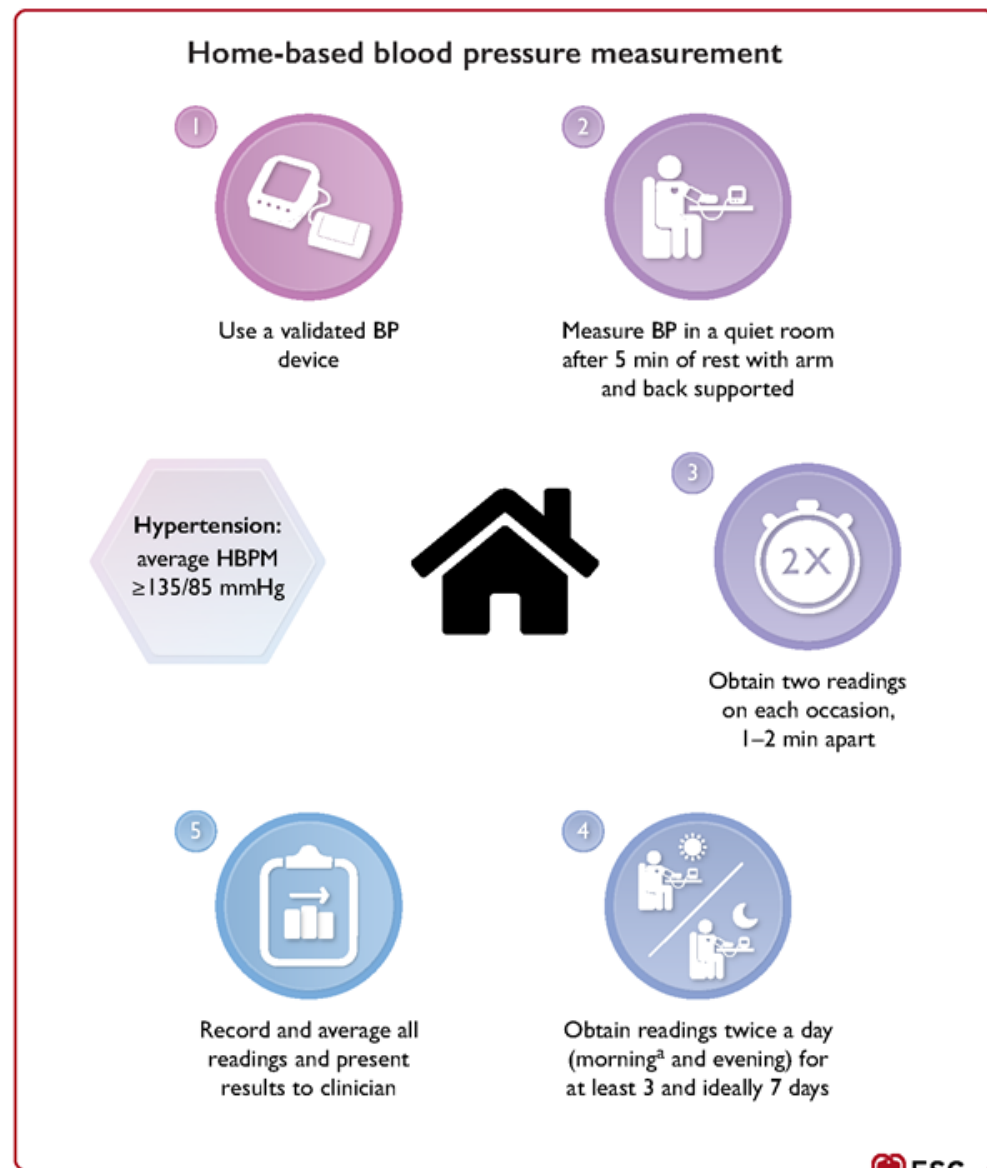 Home-based blood pressure measurement
1
Use a validated BP
device
2
Measure BP in a quiet room
after 5 min of rest with arm
and back supported
Hypertension:
average HBPM
≥135/85 mmHg
3
2X
Obtain two readings
on each occasion,
1–2 min apart
5
Record and average all
readings and present
results to clinician
4
Obtain readings twice a day
(morningᵃ and evening) for
at least 3 and ideally 7 days
ESC